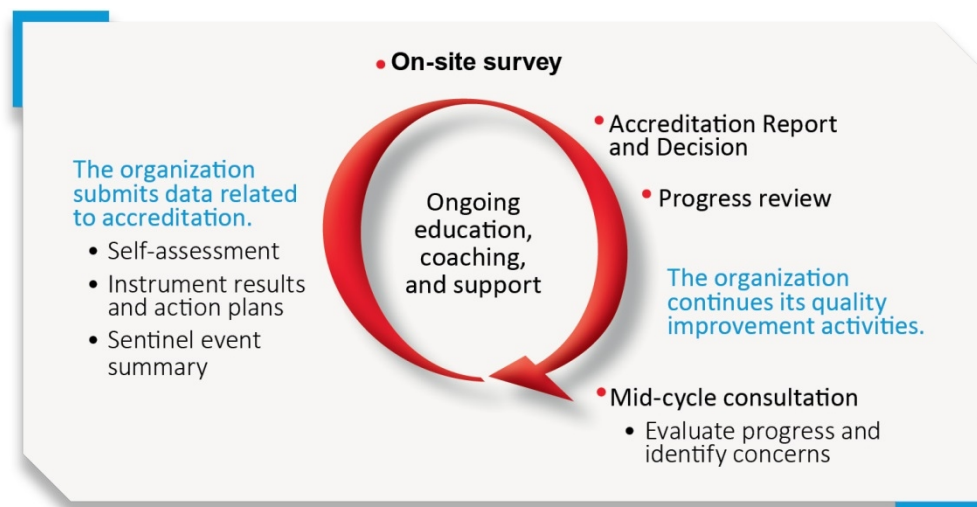 • On-site survey
• Accreditation Report
and Decision
• Progress review
The organization
continues its quality
improvement activities.
• Mid-cycle consultation
• Evaluate progress and
identify concerns
The organization
submits data related
to accreditation.
• Self-assessment
• Instrument results
and action plans
• Sentinel event
summary
Ongoing
education,
coaching,
and support